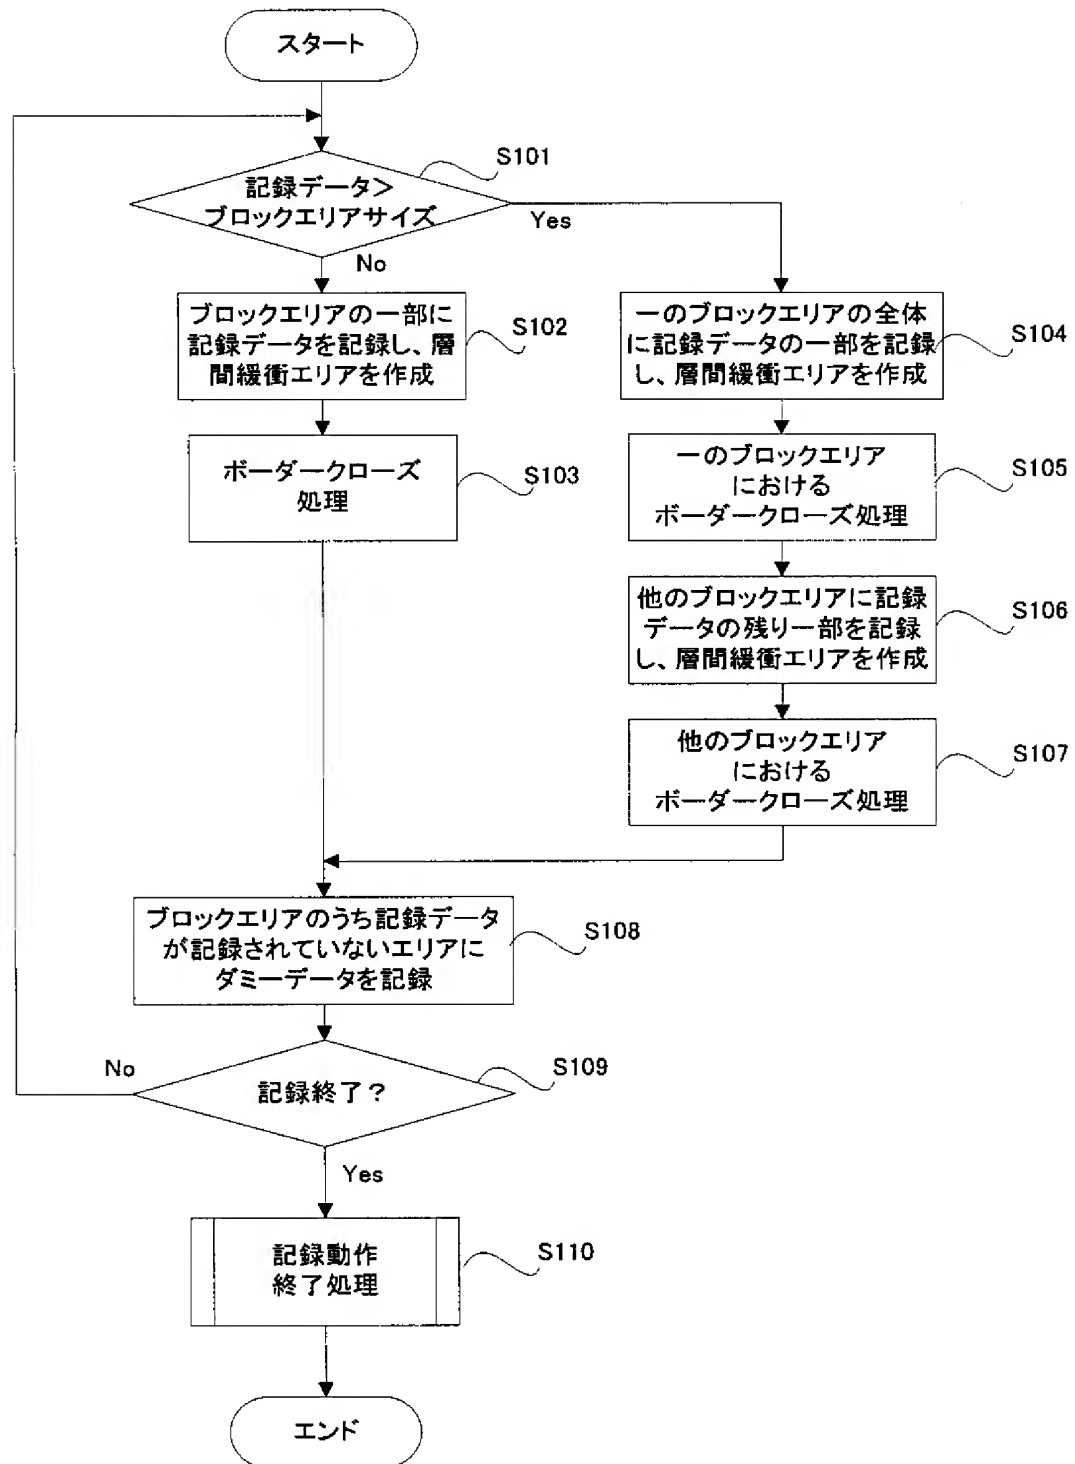 スタート
S101
記録データ>
ブロックエリアサイズ
Yes
No
ブロックエリアの一部に
記録データを記録し、層
間緩衝エリアを作成
S102
一のブロックエリアの全体
に記録データの一部を記録
し、層間緩衝エリアを作成
S104
ボーダークローズ
処理
S103
一のブロックエリア
における
ボーダークローズ処理
S105
他のブロックエリアに記録
データの残り一部を記録
し、層間緩衝エリアを作成
S106
他のブロックエリア
における
ボーダークローズ処理
S107
ブロックエリアのうち記録データ
が記録されていないエリアに
ダミーデータを記録
S108
No
記録終了?
S109
Yes
記録動作
終了処理
S110
エンド